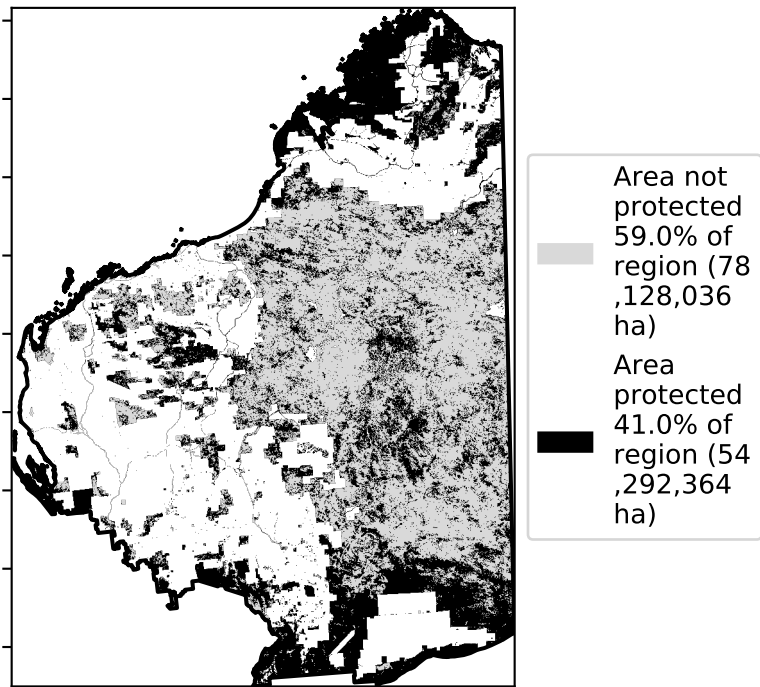 Area not
protected
59.0% of
region (78
,128,036
ha)
Area
protected
41.0% of
region (54
,292,364
ha)